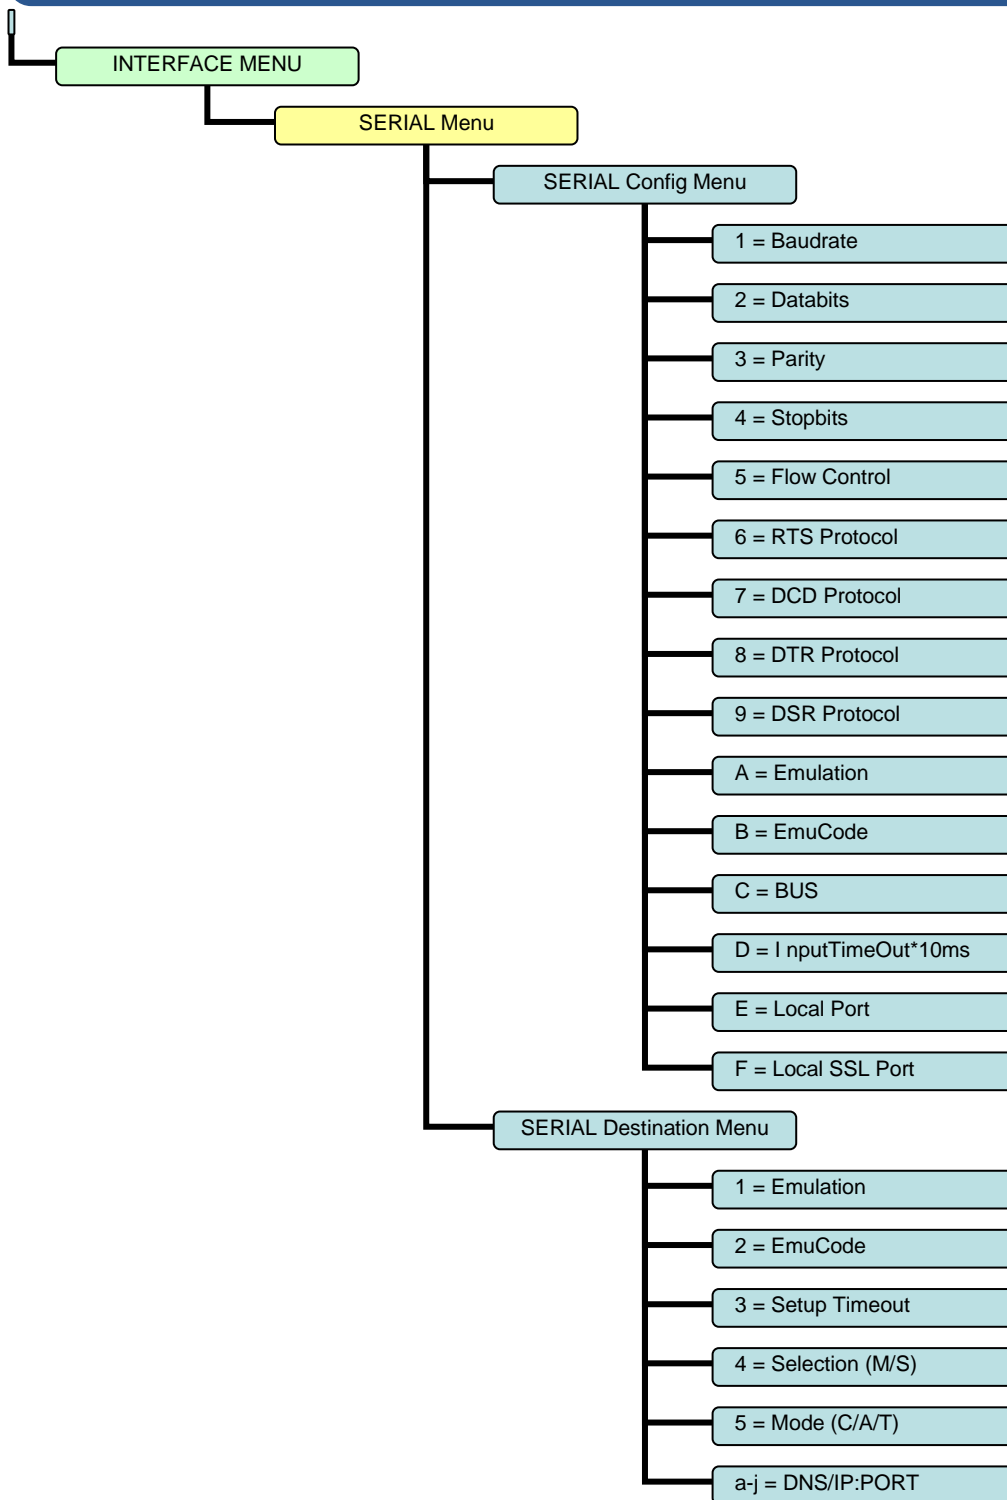 INTERFACE MENU
SERIAL Menu
SERIAL Config Menu
1 = Baudrate
2 = Databits
3 = Parity
4 = Stopbits
5 = Flow Control
6 = RTS Protocol
7 = DCD Protocol
8 = DTR Protocol
9 = DSR Protocol
A = Emulation
B = EmuCode
C = BUS
D = I nputTimeOut*10ms
E = Local Port
F = Local SSL Port
SERIAL Destination Menu
1 = Emulation
2 = EmuCode
3 = Setup Timeout
4 = Selection (M/S)
5 = Mode (C/A/T)
a-j = DNS/IP:PORT